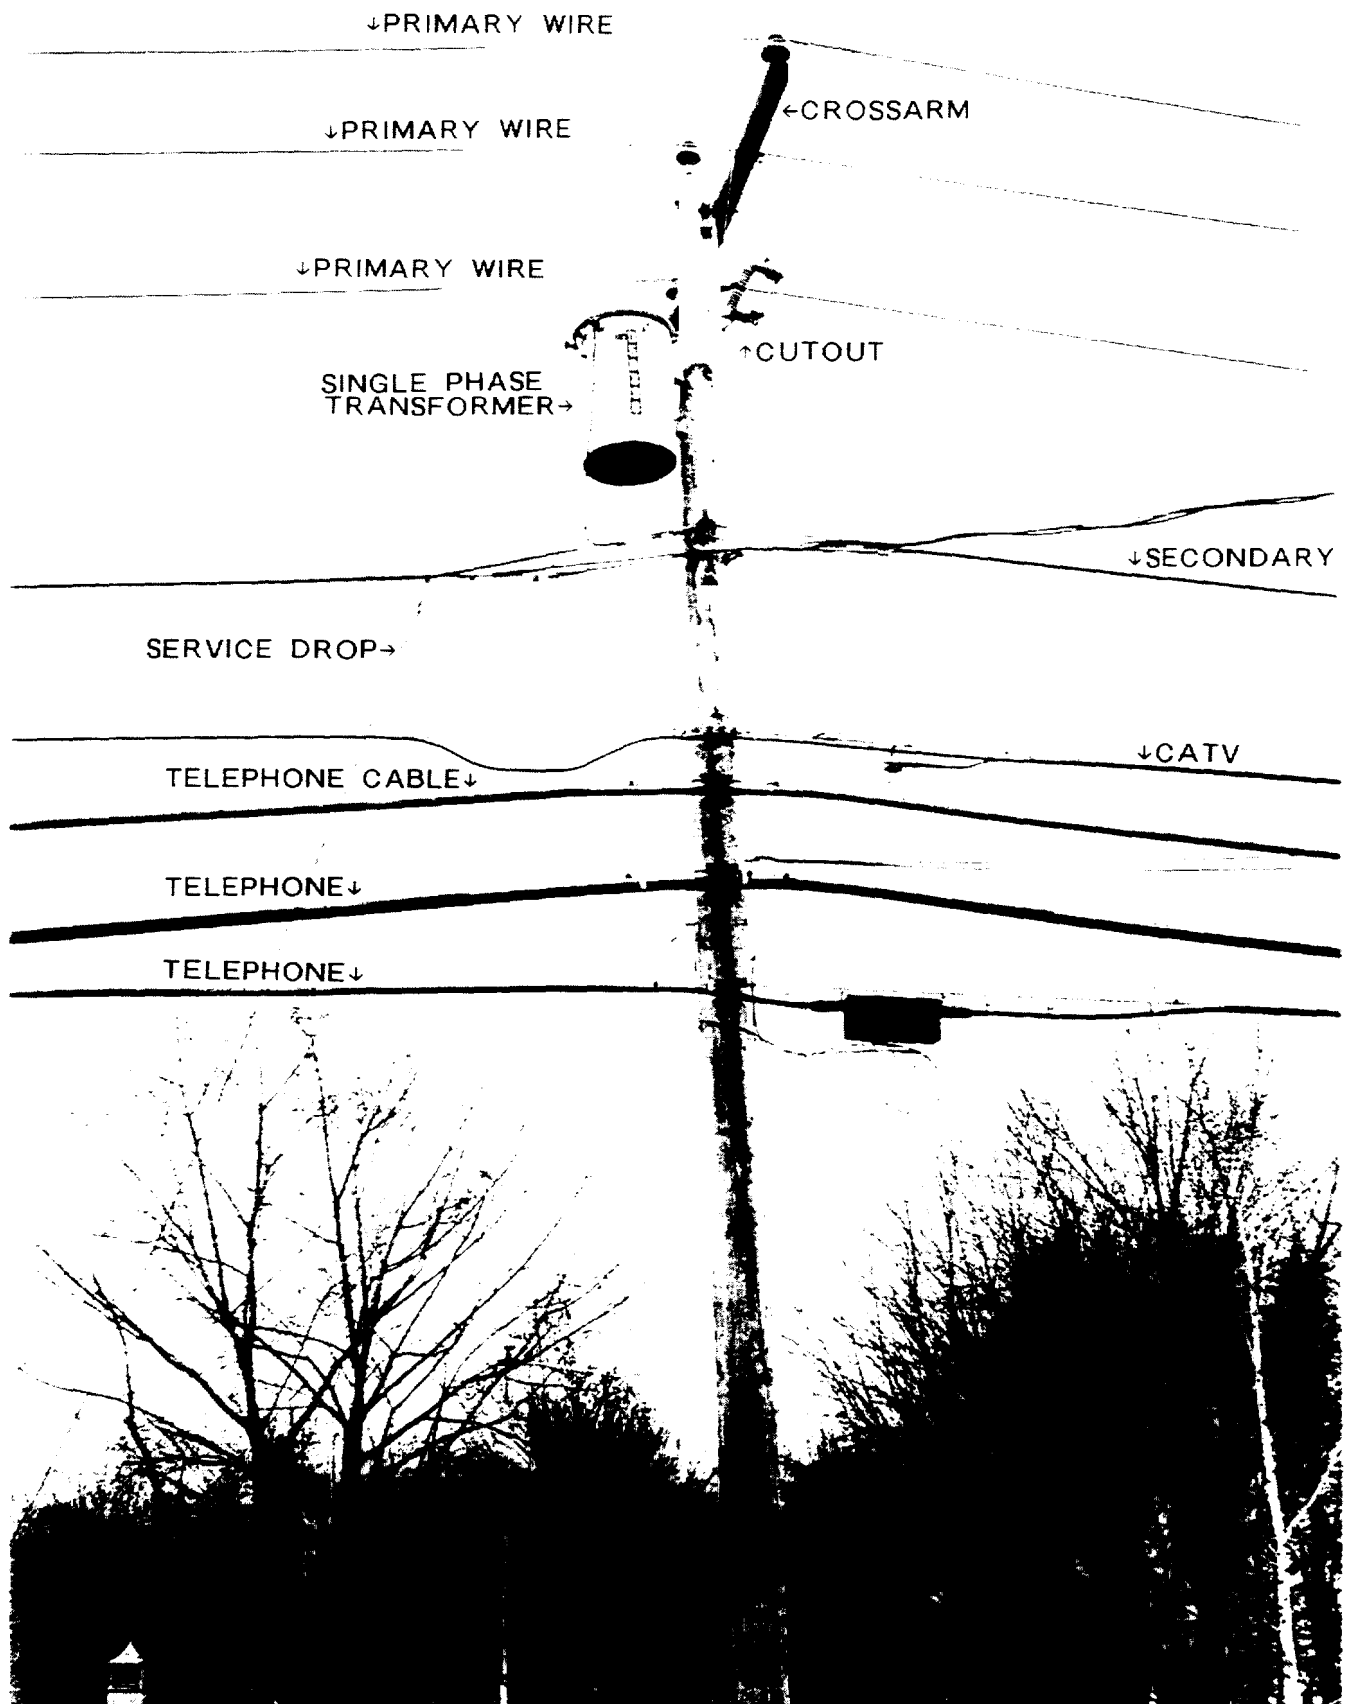 ↓PRIMARY WIRE
←CROSSARM
↓PRIMARY WIRE
↓PRIMARY WIRE
↑CUTOUT
SINGLE PHASE
TRANSFORMER→
↓SECONDARY
SERVICE DROP→
↓CATV
TELEPHONE CABLE↓
TELEPHONE↓
TELEPHONE↓